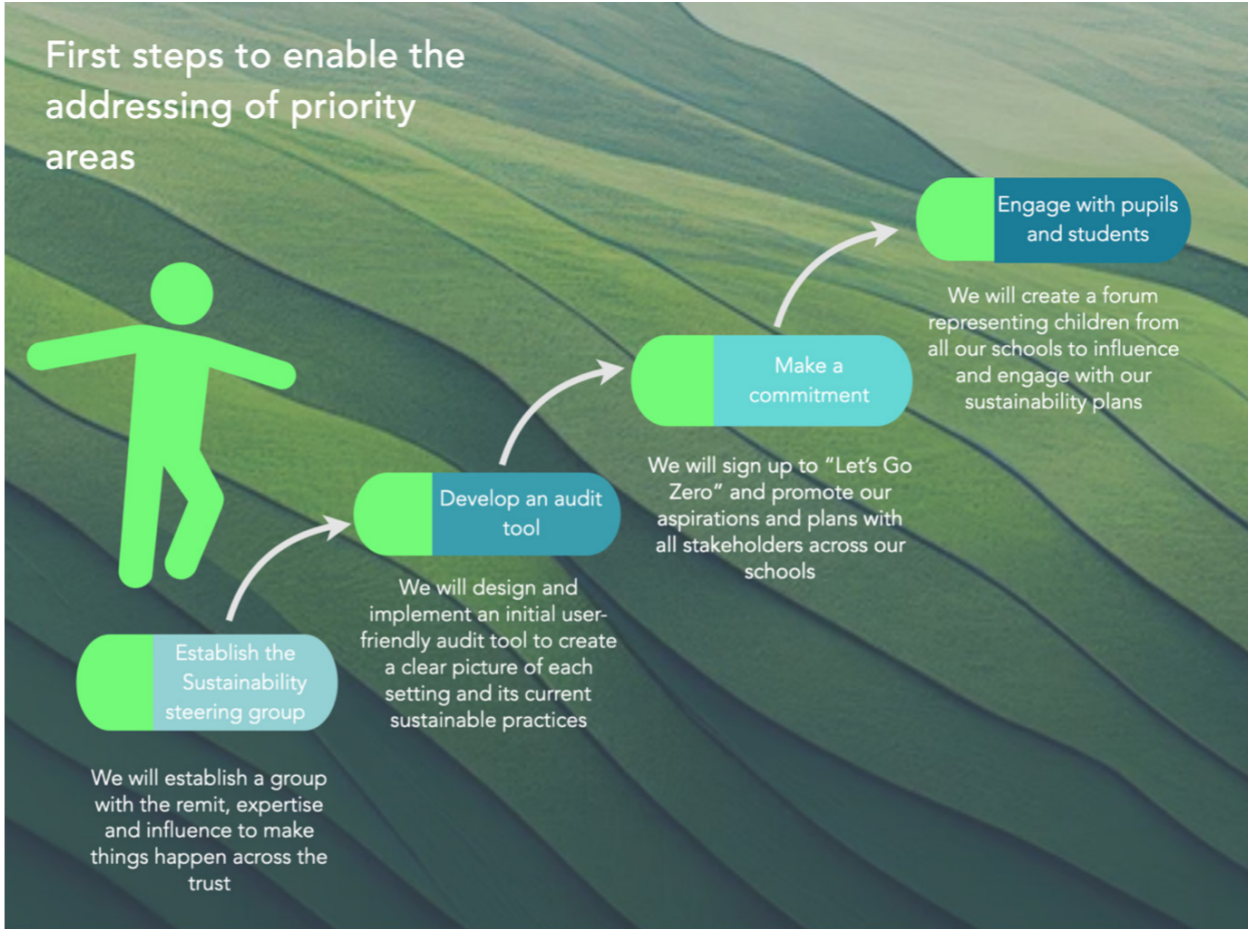 First steps to enable the
addressing of priority
areas
Establish the
Sustainability
steering group
We will establish a group
with the remit, expertise
and influence to make
things happen across the
trust
Develop an audit
tool
We will design and
implement an initial user-
friendly audit tool to create
a clear picture of each
setting and its current
sustainable practices
Make a
commitment
We will sign up to “Let’s Go
Zero” and promote our
aspirations and plans with
all stakeholders across our
schools
Engage with pupils
and students
We will create a forum
representing children from
all our schools to influence
and engage with our
sustainability plans